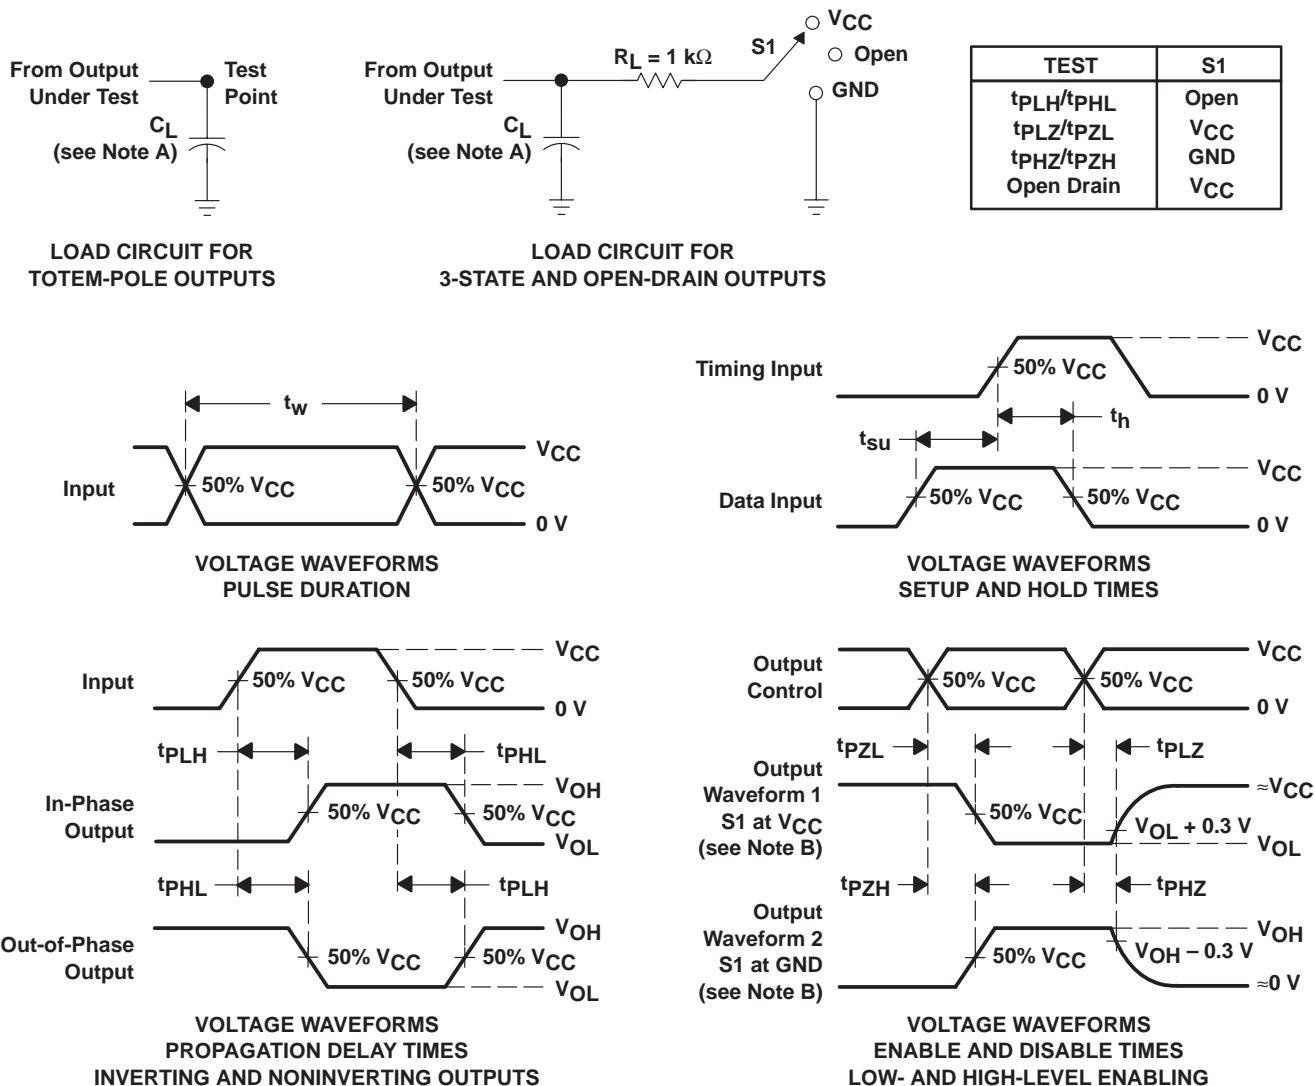 From Output
Under Test
Test
Point
CL
(see Note A)
LOAD CIRCUIT FOR
TOTEM-POLE OUTPUTS
From Output
Under Test
RL = 1 kΩ
S1
VCC
Open
GND
CL
(see Note A)
LOAD CIRCUIT FOR
3-STATE AND OPEN-DRAIN OUTPUTS
TEST S1
tPLH/tPHL Open
tPLZ/tPZL VCC
tPHZ/tPZH GND
Open Drain VCC
tw
Input
50% VCC
50% VCC
VCC
0 V
VOLTAGE WAVEFORMS
PULSE DURATION
Timing Input
50% VCC
VCC
0 V
tsu
th
Data Input
50% VCC
50% VCC
VCC
0 V
VOLTAGE WAVEFORMS
SETUP AND HOLD TIMES
Input
50% VCC
50% VCC
VCC
0 V
tPLH
tPHL
In-Phase
Output
50% VCC
50% VCC
VOH
VOL
tPHL
tPLH
Out-of-Phase
Output
50% VCC
50% VCC
VOH
VOL
VOLTAGE WAVEFORMS
PROPAGATION DELAY TIMES
INVERTING AND NONINVERTING OUTPUTS
Output
Control
50% VCC
50% VCC
VCC
0 V
tPZL
tPLZ
Output
Waveform 1
S1 at VCC
(see Note B)
50% VCC
≈VCC
VOL + 0.3 V
VOL
tPZH
tPHZ
Output
Waveform 2
S1 at GND
(see Note B)
50% VCC
VOH
VOH − 0.3 V
≈0 V
VOLTAGE WAVEFORMS
ENABLE AND DISABLE TIMES
LOW- AND HIGH-LEVEL ENABLING